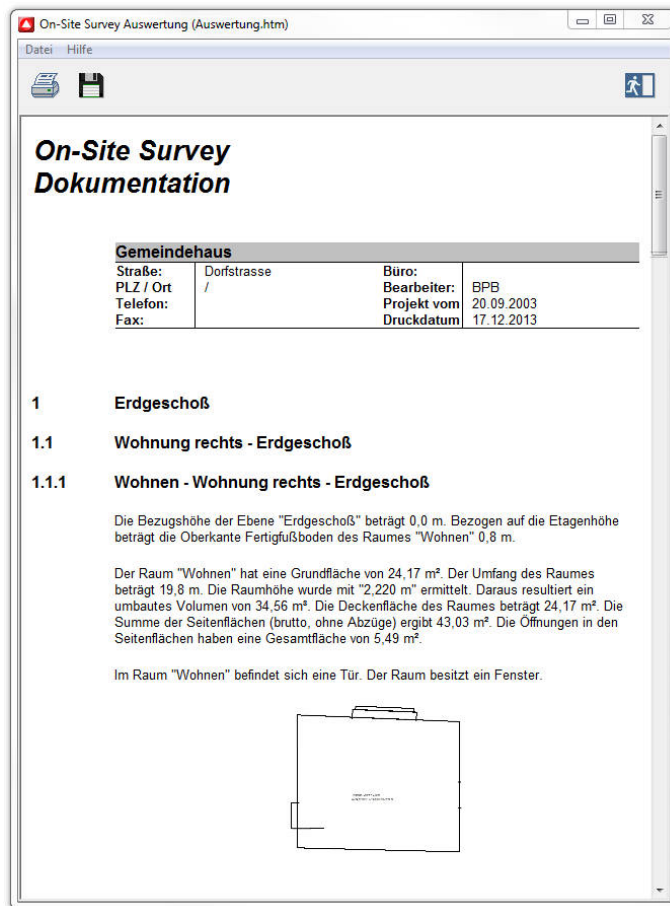 On-Site Survey Auswertung (Auswertung.htm)
Datei Hilfe
On-Site Survey
Dokumentation
Gemeindehaus
Straße: Dorfstrasse Büro:
PLZ / Ort / Bearbeiter: BPB
Telefon: Projekt vom 20.09.2003
Fax: Druckdatum 17.12.2013
1 Erdgeschoß
1.1 Wohnung rechts - Erdgeschoß
1.1.1 Wohnen - Wohnung rechts - Erdgeschoß
Die Bezugshöhe der Ebene "Erdgeschoß" beträgt 0,0 m. Bezogen auf die Etagenhöhe
beträgt die Oberkante Fertigfußboden des Raumes "Wohnen" 0,8 m.
Der Raum "Wohnen" hat eine Grundfläche von 24,17 m². Der Umfang des Raumes
beträgt 19,8 m. Die Raumhöhe wurde mit "2,220 m" ermittelt. Daraus resultiert ein
umbautes Volumen von 34,56 m³. Die Deckenfläche des Raumes beträgt 24,17 m². Die
Summe der Seitenflächen (brutto, ohne Abzüge) ergibt 43,03 m². Die Öffnungen in den
Seitenflächen haben eine Gesamtfläche von 5,49 m².
Im Raum "Wohnen" befindet sich eine Tür. Der Raum besitzt ein Fenster.